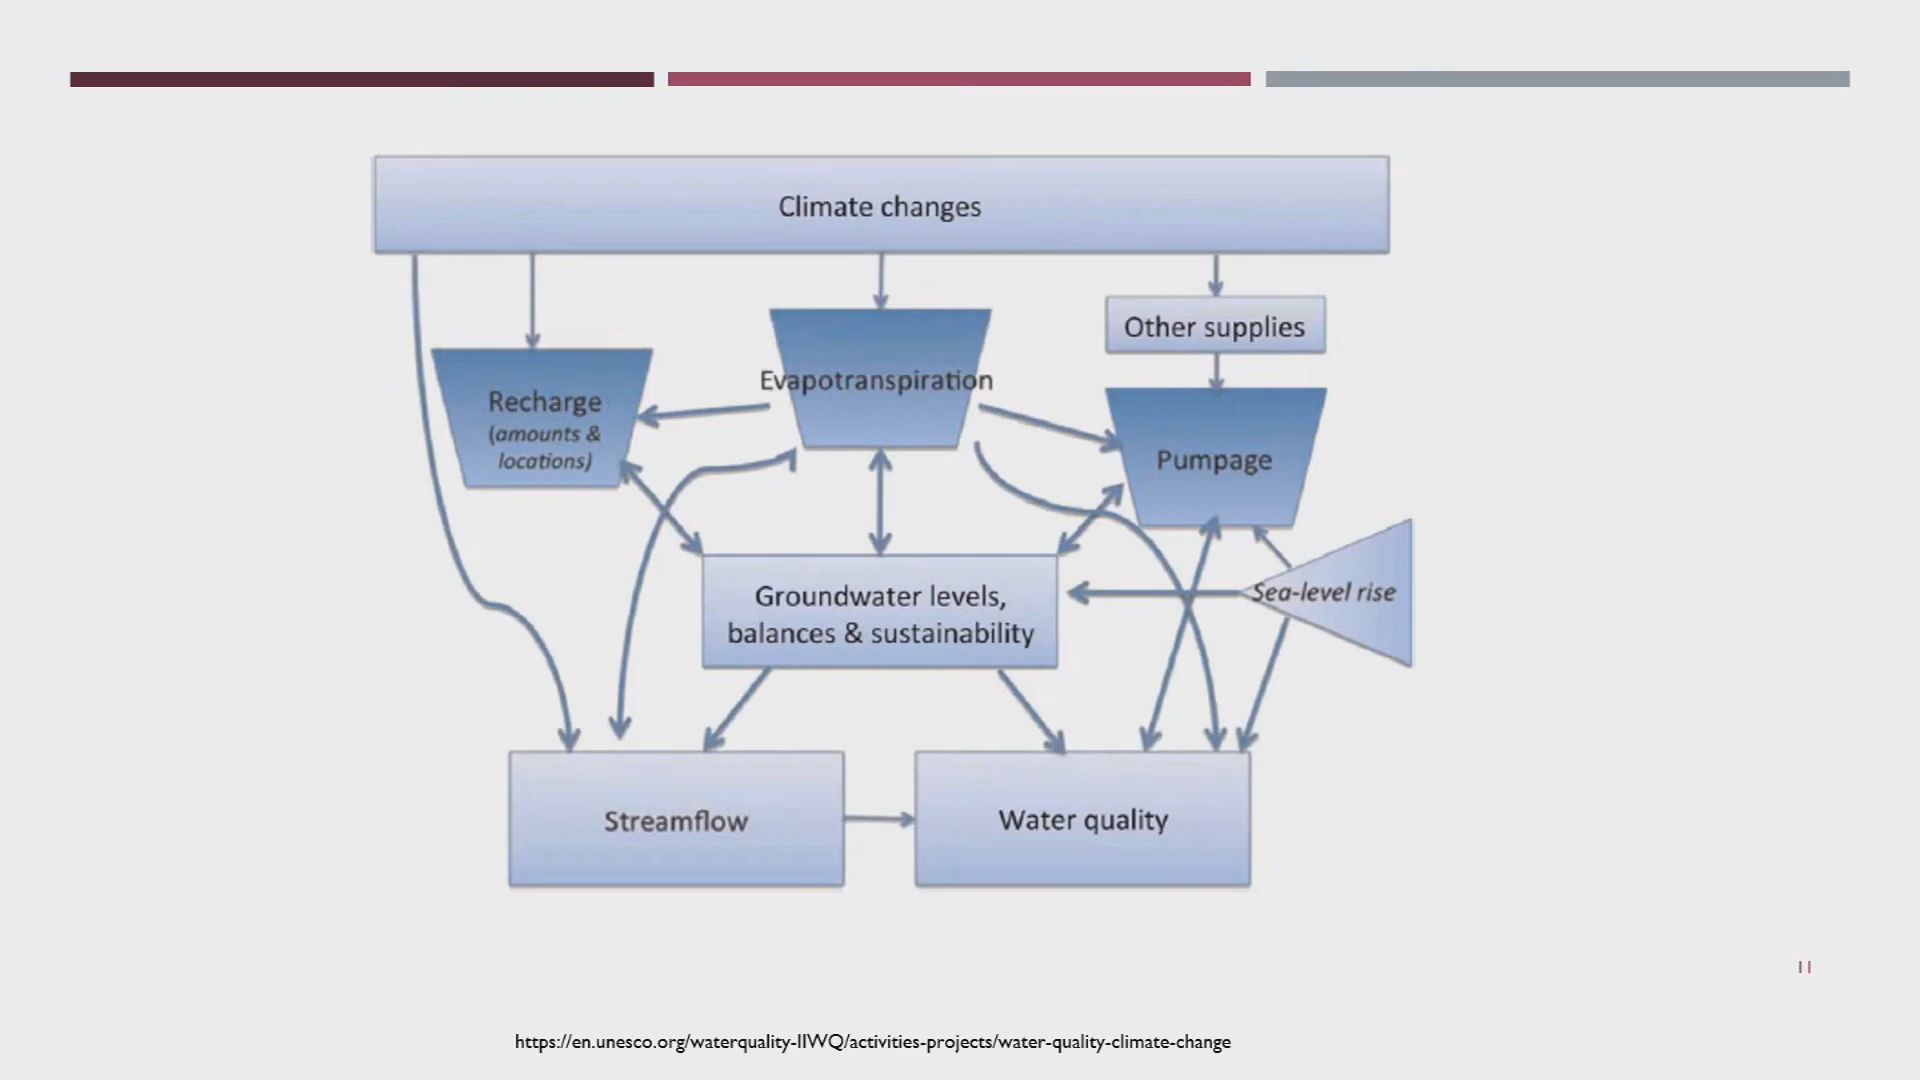 Climate changes
Other supplies
Evapotranspiration
Recharge
(amounts &
locations)
Pumpage
Groundwater levels,
balances & sustainability
Sea-level rise
Streamflow
Water quality
11
https://en.unesco.org/waterquality-IIWQ/activities-projects/water-quality-climate-change